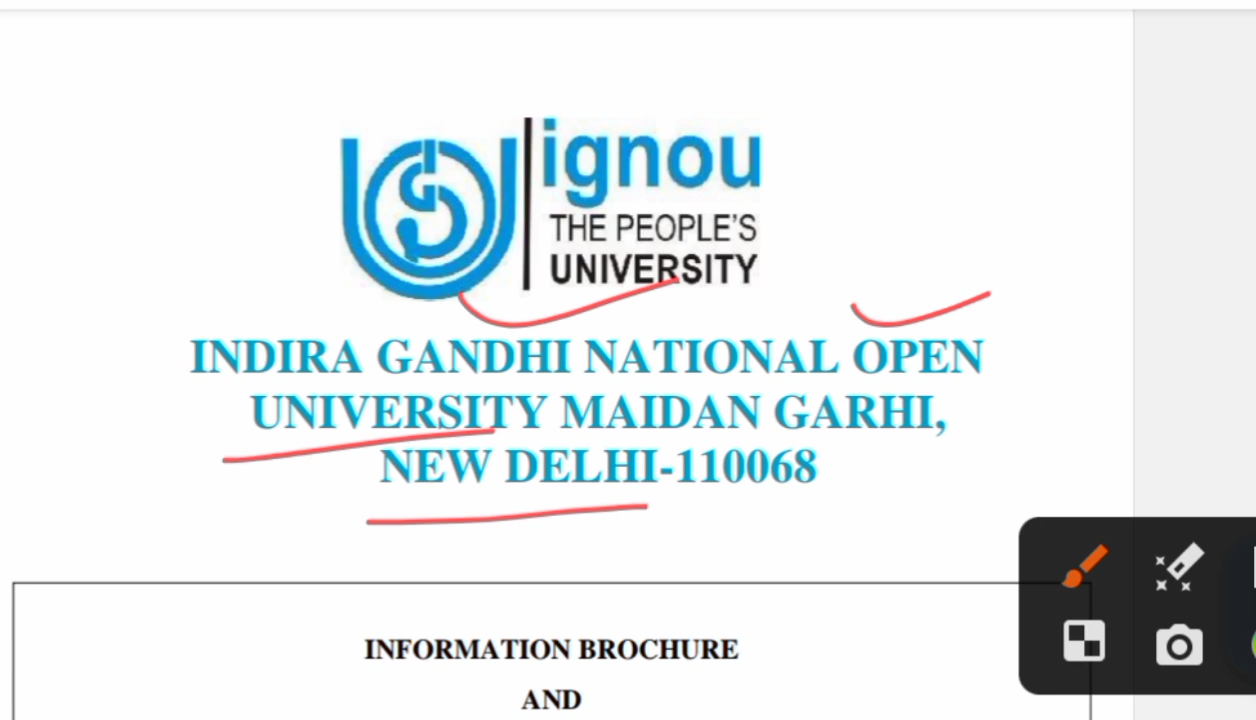 ignou
THE PEOPLE'S
UNIVERSITY
INDIRA GANDHI NATIONAL OPEN
UNIVERSITY MAIDAN GARHI,
NEW DELHI-110068
INFORMATION BROCHURE
AND